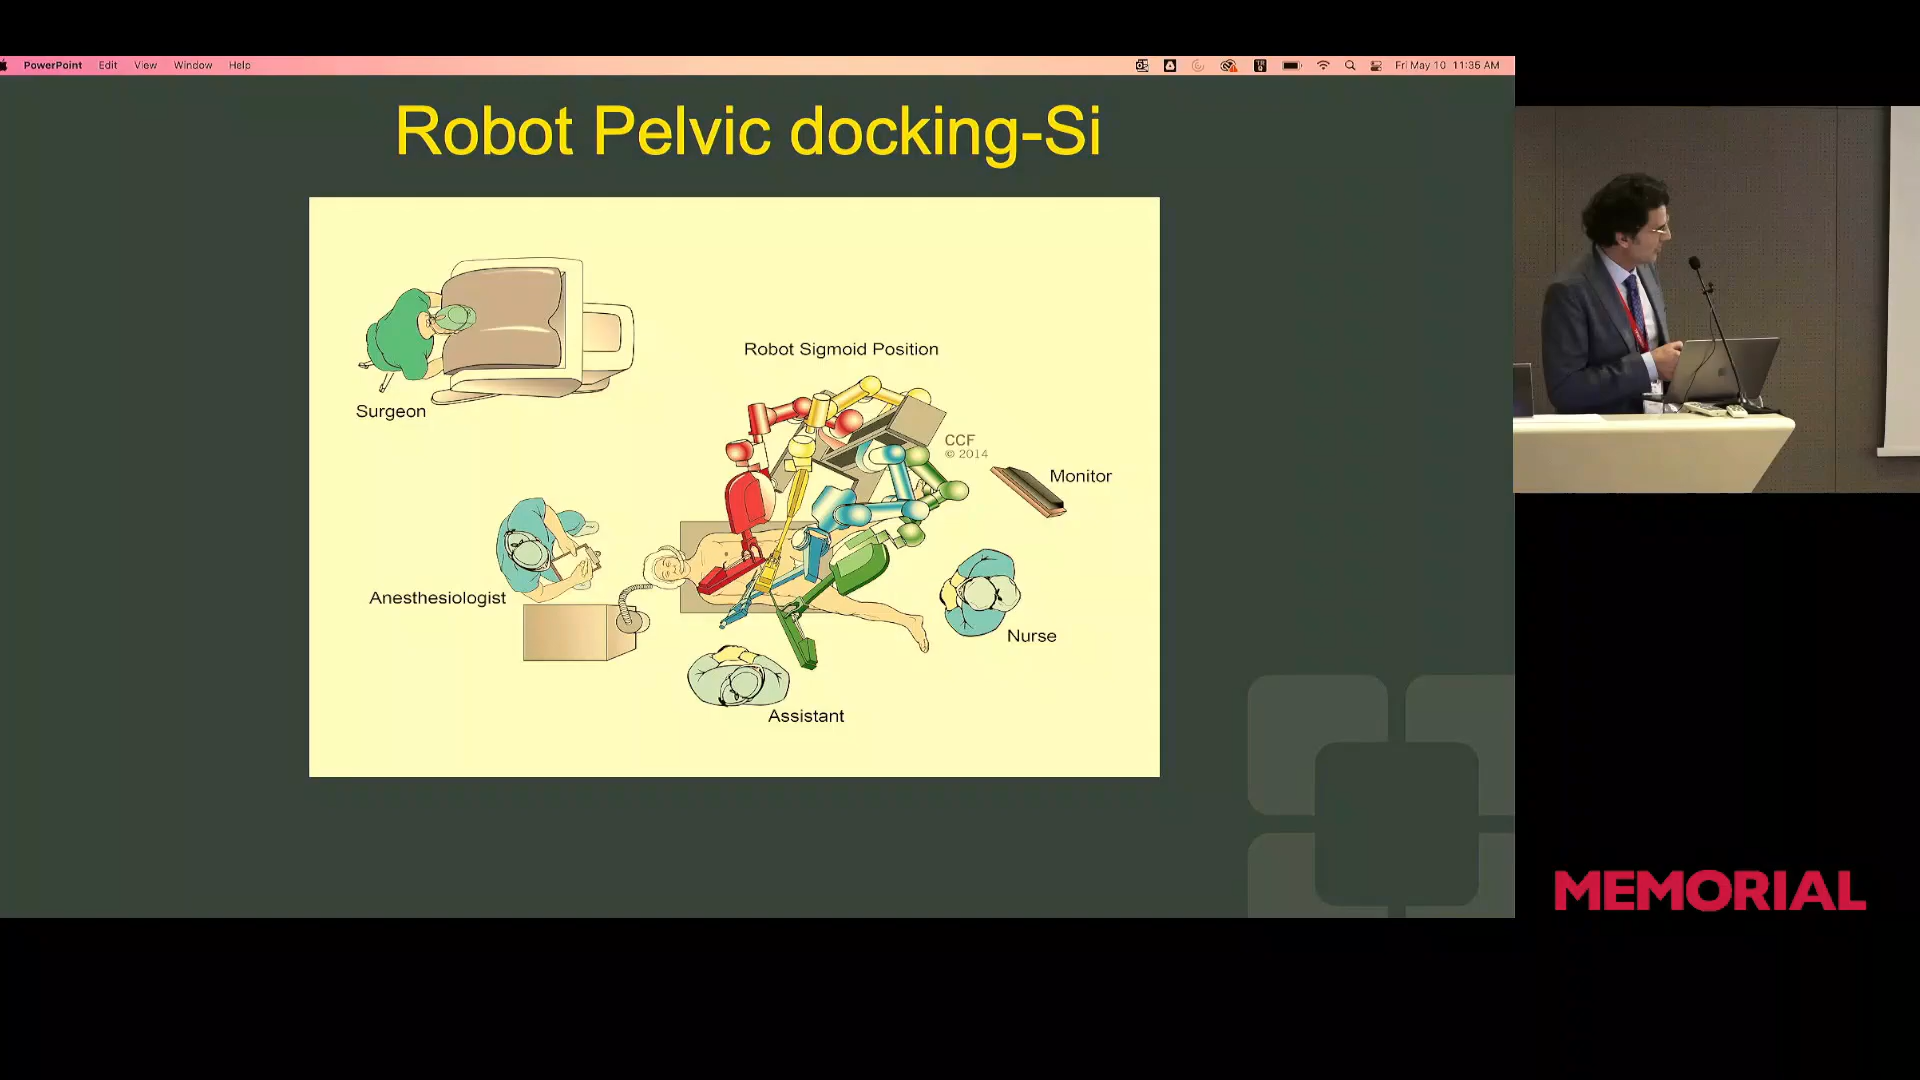 PowerPoint Edit View Window Help
Fri May 10 11:35 AM
Robot Pelvic docking-Si
Robot Sigmoid Position
Surgeon
CCF
© 2014
Monitor
Anesthesiologist
Nurse
Assistant
MEMORIAL